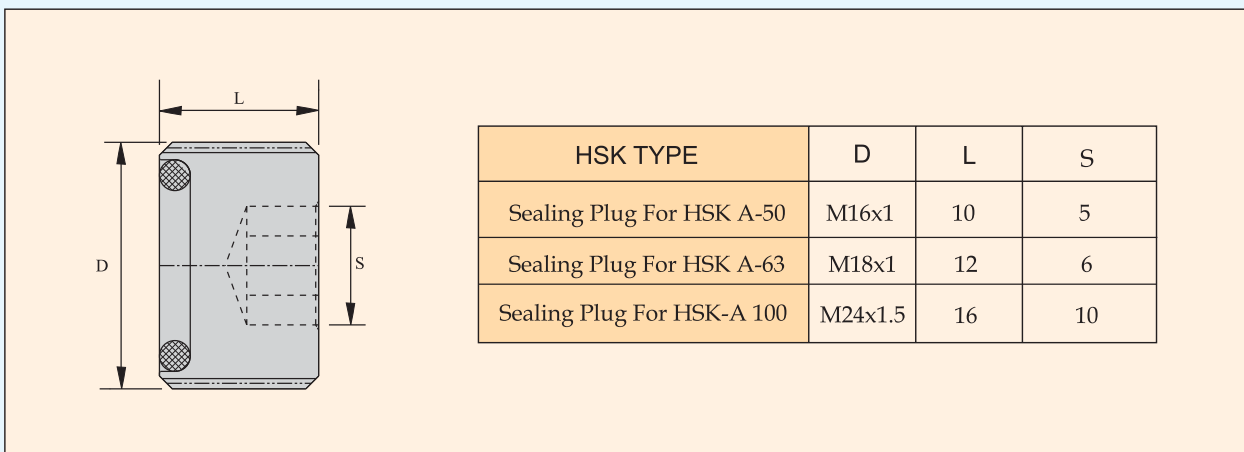 L
D
S
HSK TYPE D L S
Sealing Plug For HSK A-50 M16x1 10 5
Sealing Plug For HSK A-63 M18x1 12 6
Sealing Plug For HSK-A 100 M24x1.5 16 10